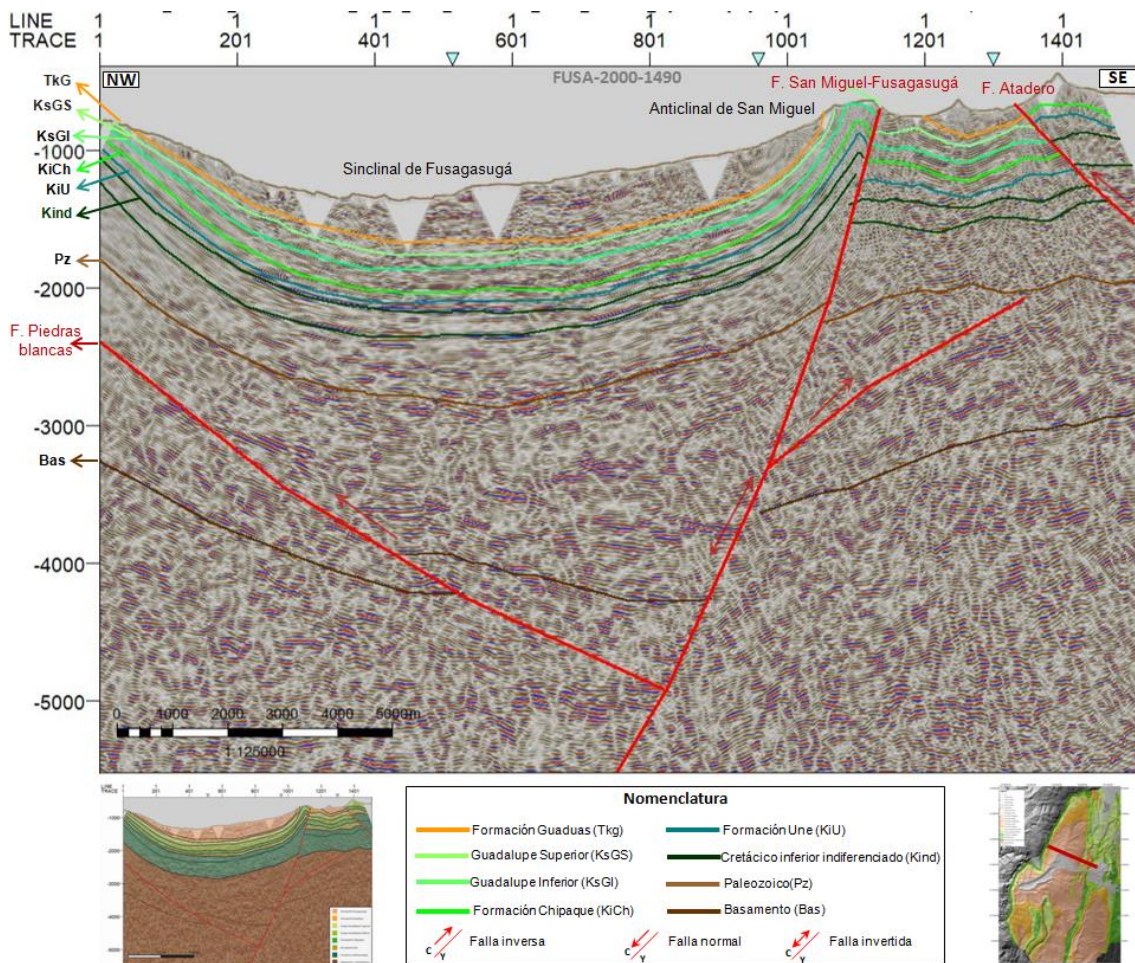 LINE 1 1 1 1 1 1 1 1
TRACE 1 201 401 601 801 1001 1201 1401
NW
FUSA-2000-1490
SE
TkG
F. San Miguel-Fusagasugá
F. Atadero
KsGS
Anticlinal de San Miguel
KsGI
-1000
Sinclinal de Fusagasugá
KiCh
KiU
Kind
Pz
-2000
F. Piedras
blancas
-3000
Bas
-4000
-5000
0 1000 2000 3000 4000 5000m
1:125000
Nomenclatura
Formación Guaduas (Tkg)
Formación Une (KiU)
Guadalupe Superior (KsGS)
Cretácico inferior indiferenciado (Kind)
Guadalupe Inferior (KsGI)
Paleozoico(Pz)
Formación Chipaque (KiCh)
Basamento (Bas)
C Y Falla inversa
C Y Falla normal
C Y Falla invertida